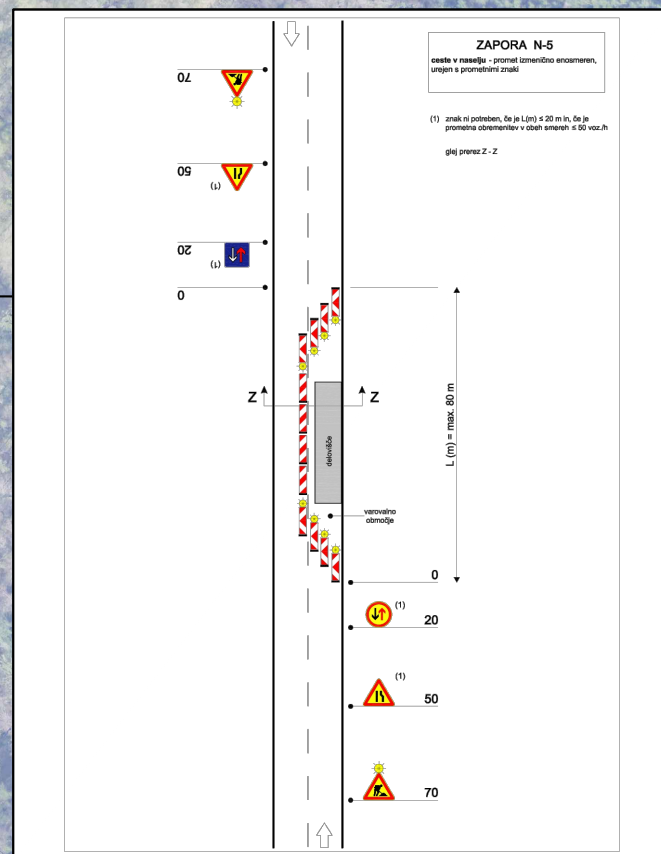 ZAPORA N-5
ceste v naselju - promet izmenično enosmeren,
urejen s prometnimi znaki
(1) znak ni potreben, če je L(m) ≤ 20 m in, če je
prometna obremenitev v obeh smereh ≤ 50 voz./h
glej prerez Z - Z
70
50
(1)
20
(1)
0
Z
Z
delovišče
L (m) = max. 80 m
varovalno
območje
0
(1)
20
(1)
50
70